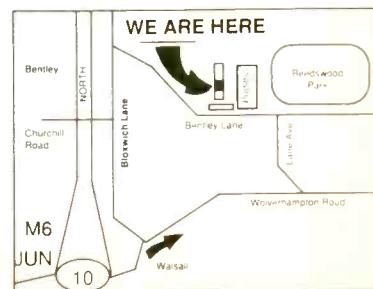 WE ARE HERE
Bentley
NORTH
Bloxwich Lane
Reedswood
Park
Bentley Lane
Churchill
Road
Lane Ave
Wolverhampton Road
M6
JUN
10
Walsall